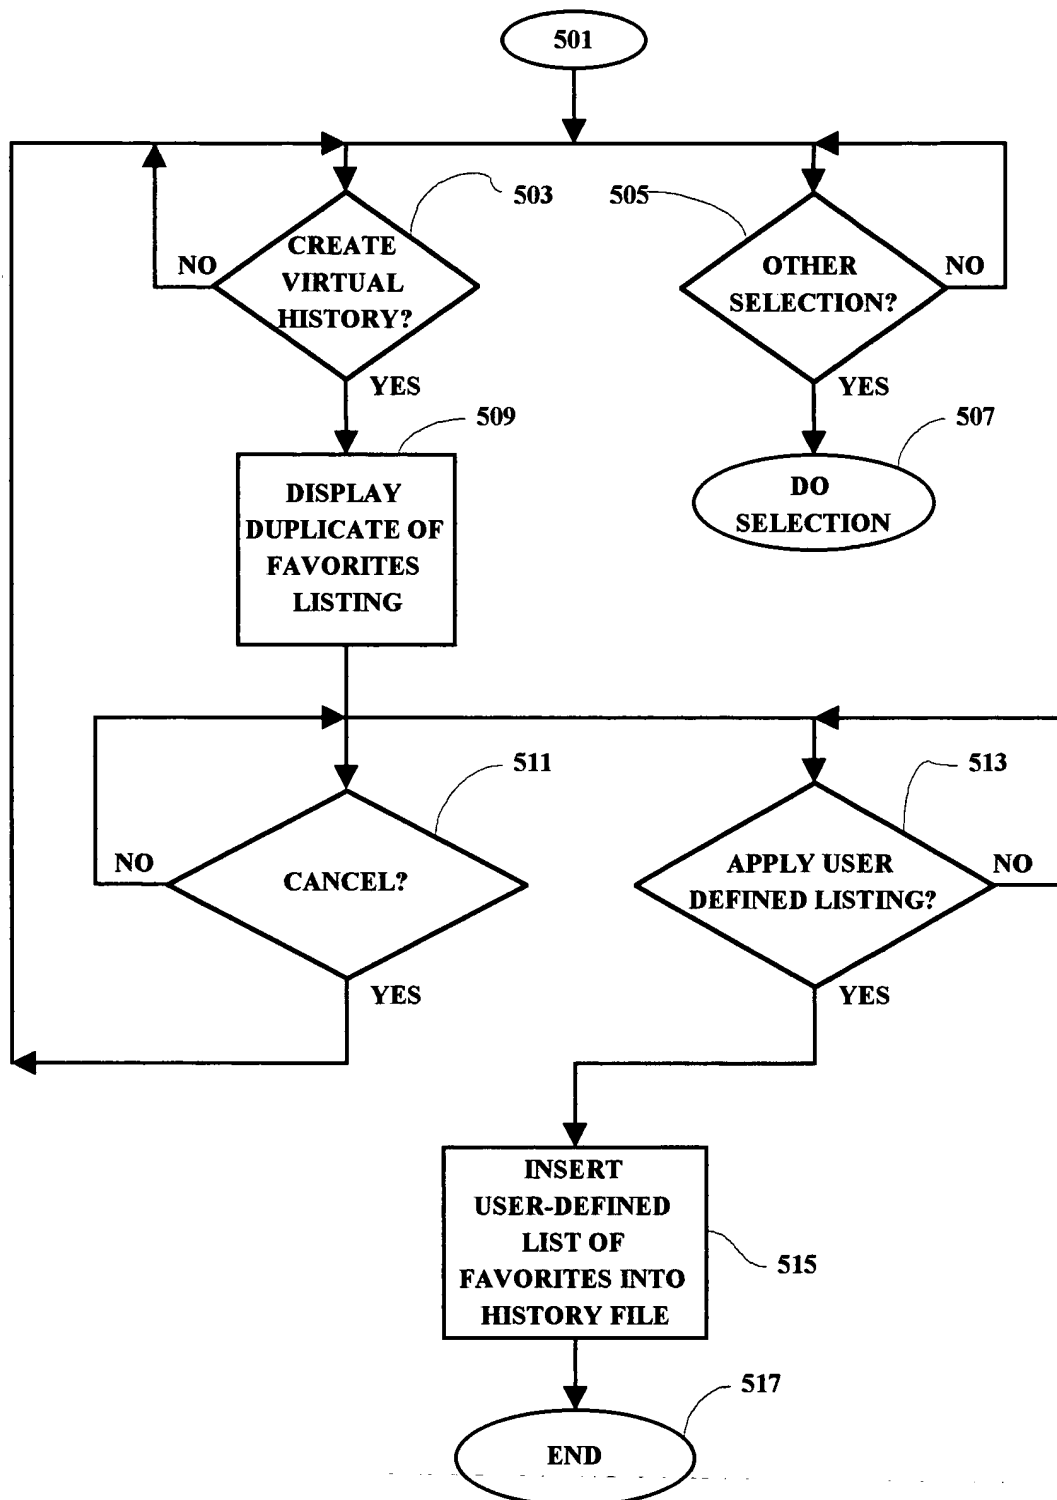 501
503
505
CREATE
VIRTUAL
HISTORY?
NO
YES
OTHER
SELECTION?
NO
YES
509
507
DISPLAY
DUPLICATE OF
FAVORITES
LISTING
DO
SELECTION
511
513
CANCEL?
NO
YES
APPLY USER
DEFINED LISTING?
NO
YES
INSERT
USER-DEFINED
LIST OF
FAVORITES INTO
HISTORY FILE
515
517
END